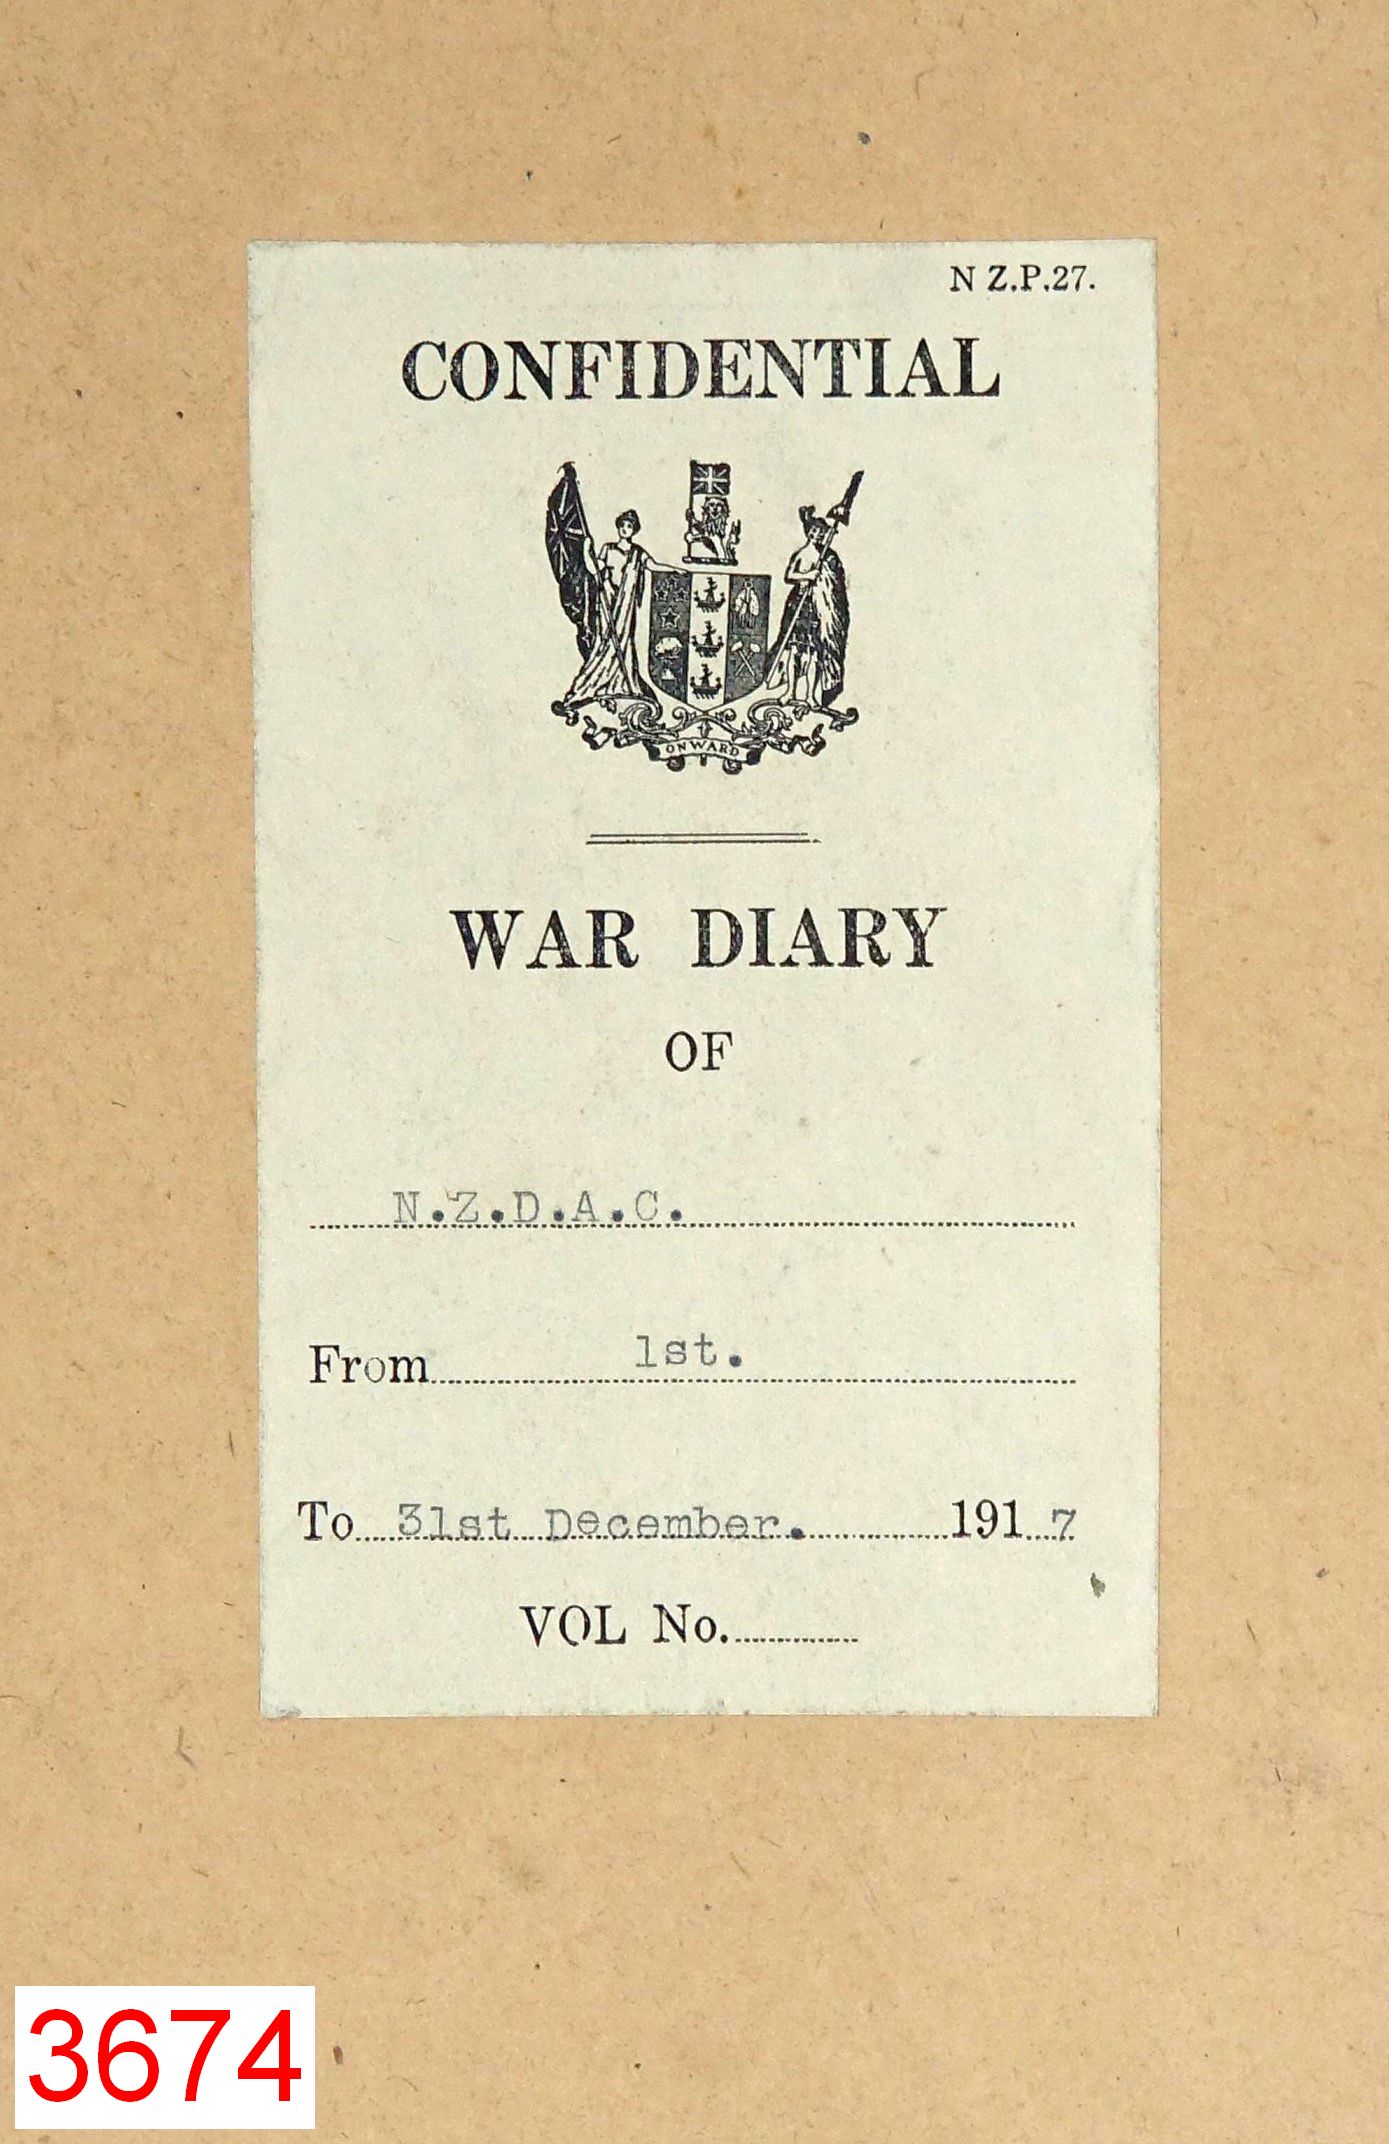 N Z.P.27.
CONFIDENTIAL
ONWARD
WAR DIARY
OF
N.Z.D.A.C.
From 1st.
To 31st December. 1917
VOL No.
3674